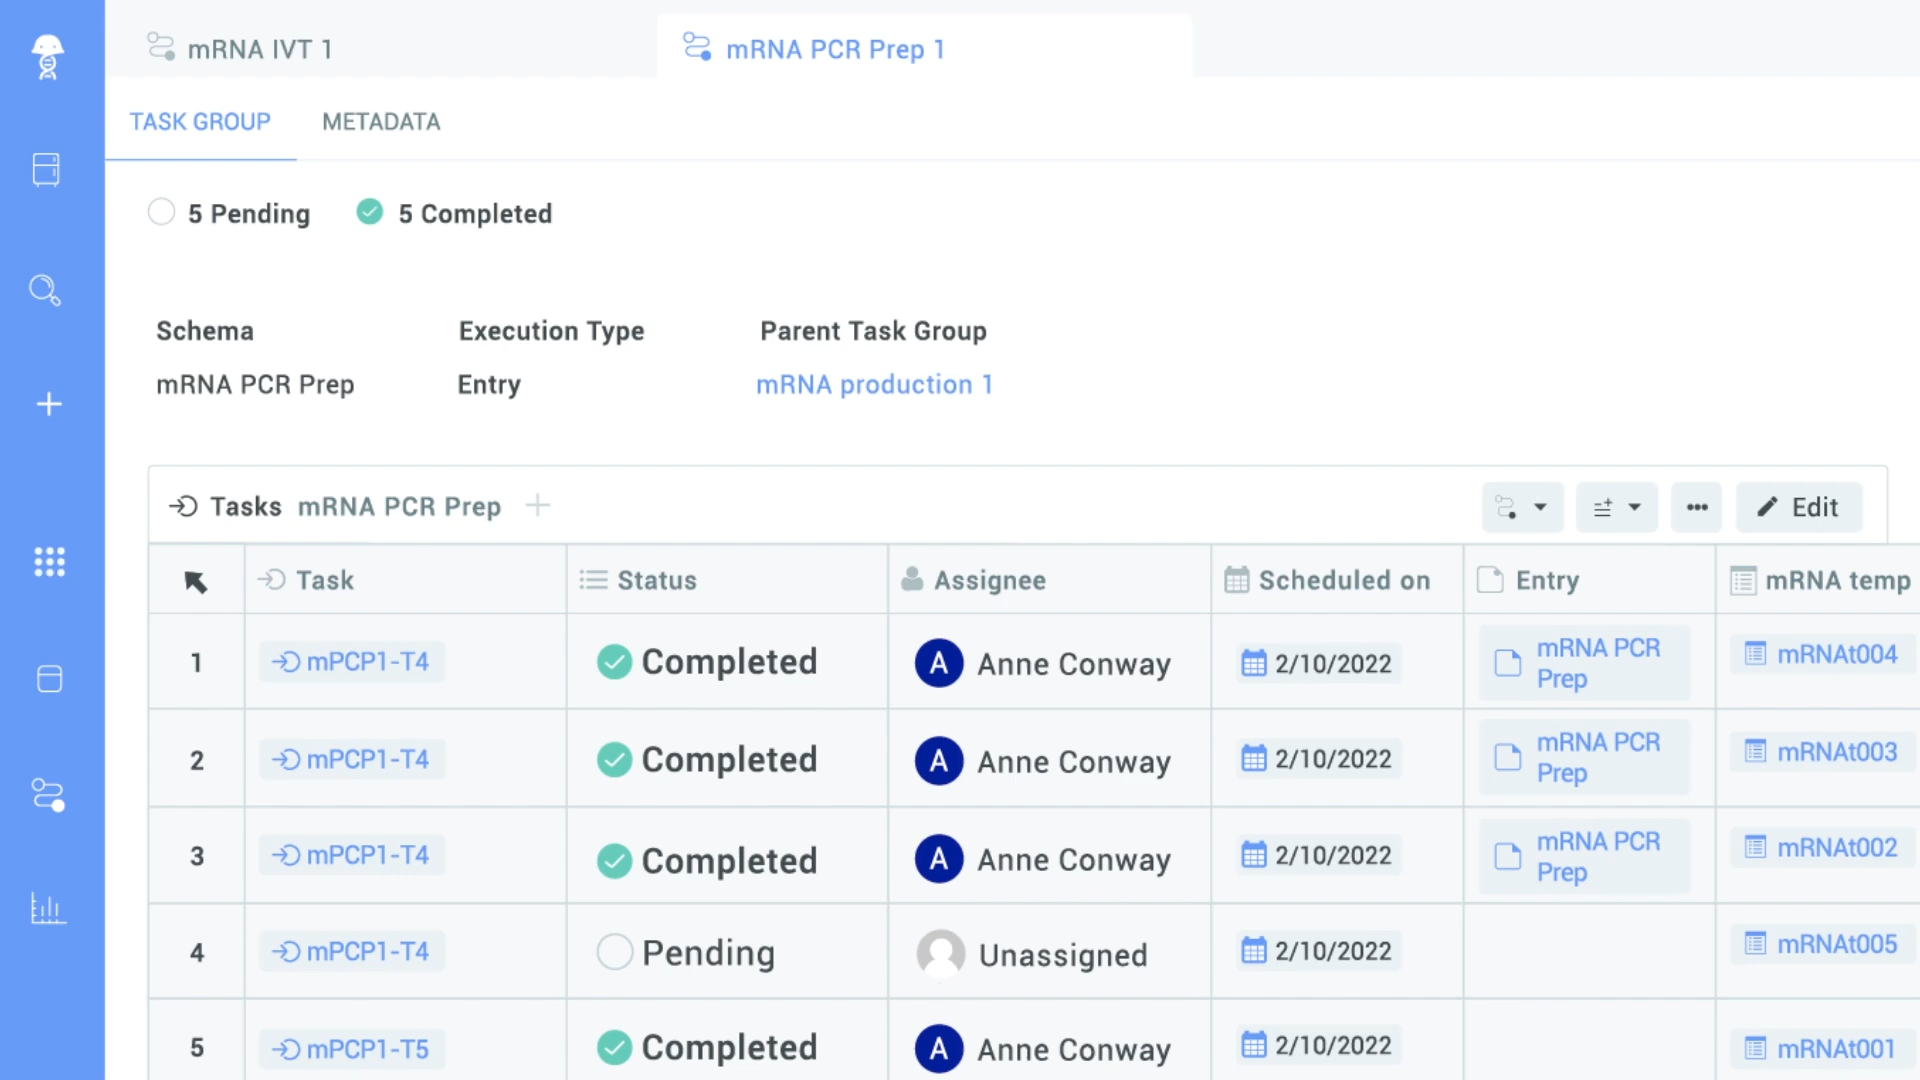 mRNA IVT 1
mRNA PCR Prep 1
TASK GROUP METADATA
5 Pending 5 Completed
Schema Execution Type Parent Task Group
mRNA PCR Prep Entry mRNA production 1
Tasks mRNA PCR Prep Edit
Task Status Assignee Scheduled on Entry mRNA temp
1 mPCP1-T4 Completed A Anne Conway 2/10/2022 mRNA PCR Prep mRNAt004
2 mPCP1-T4 Completed A Anne Conway 2/10/2022 mRNA PCR Prep mRNAt003
3 mPCP1-T4 Completed A Anne Conway 2/10/2022 mRNA PCR Prep mRNAt002
4 mPCP1-T4 Pending Unassigned 2/10/2022 mRNAt005
5 mPCP1-T5 Completed A Anne Conway 2/10/2022 mRNAt001